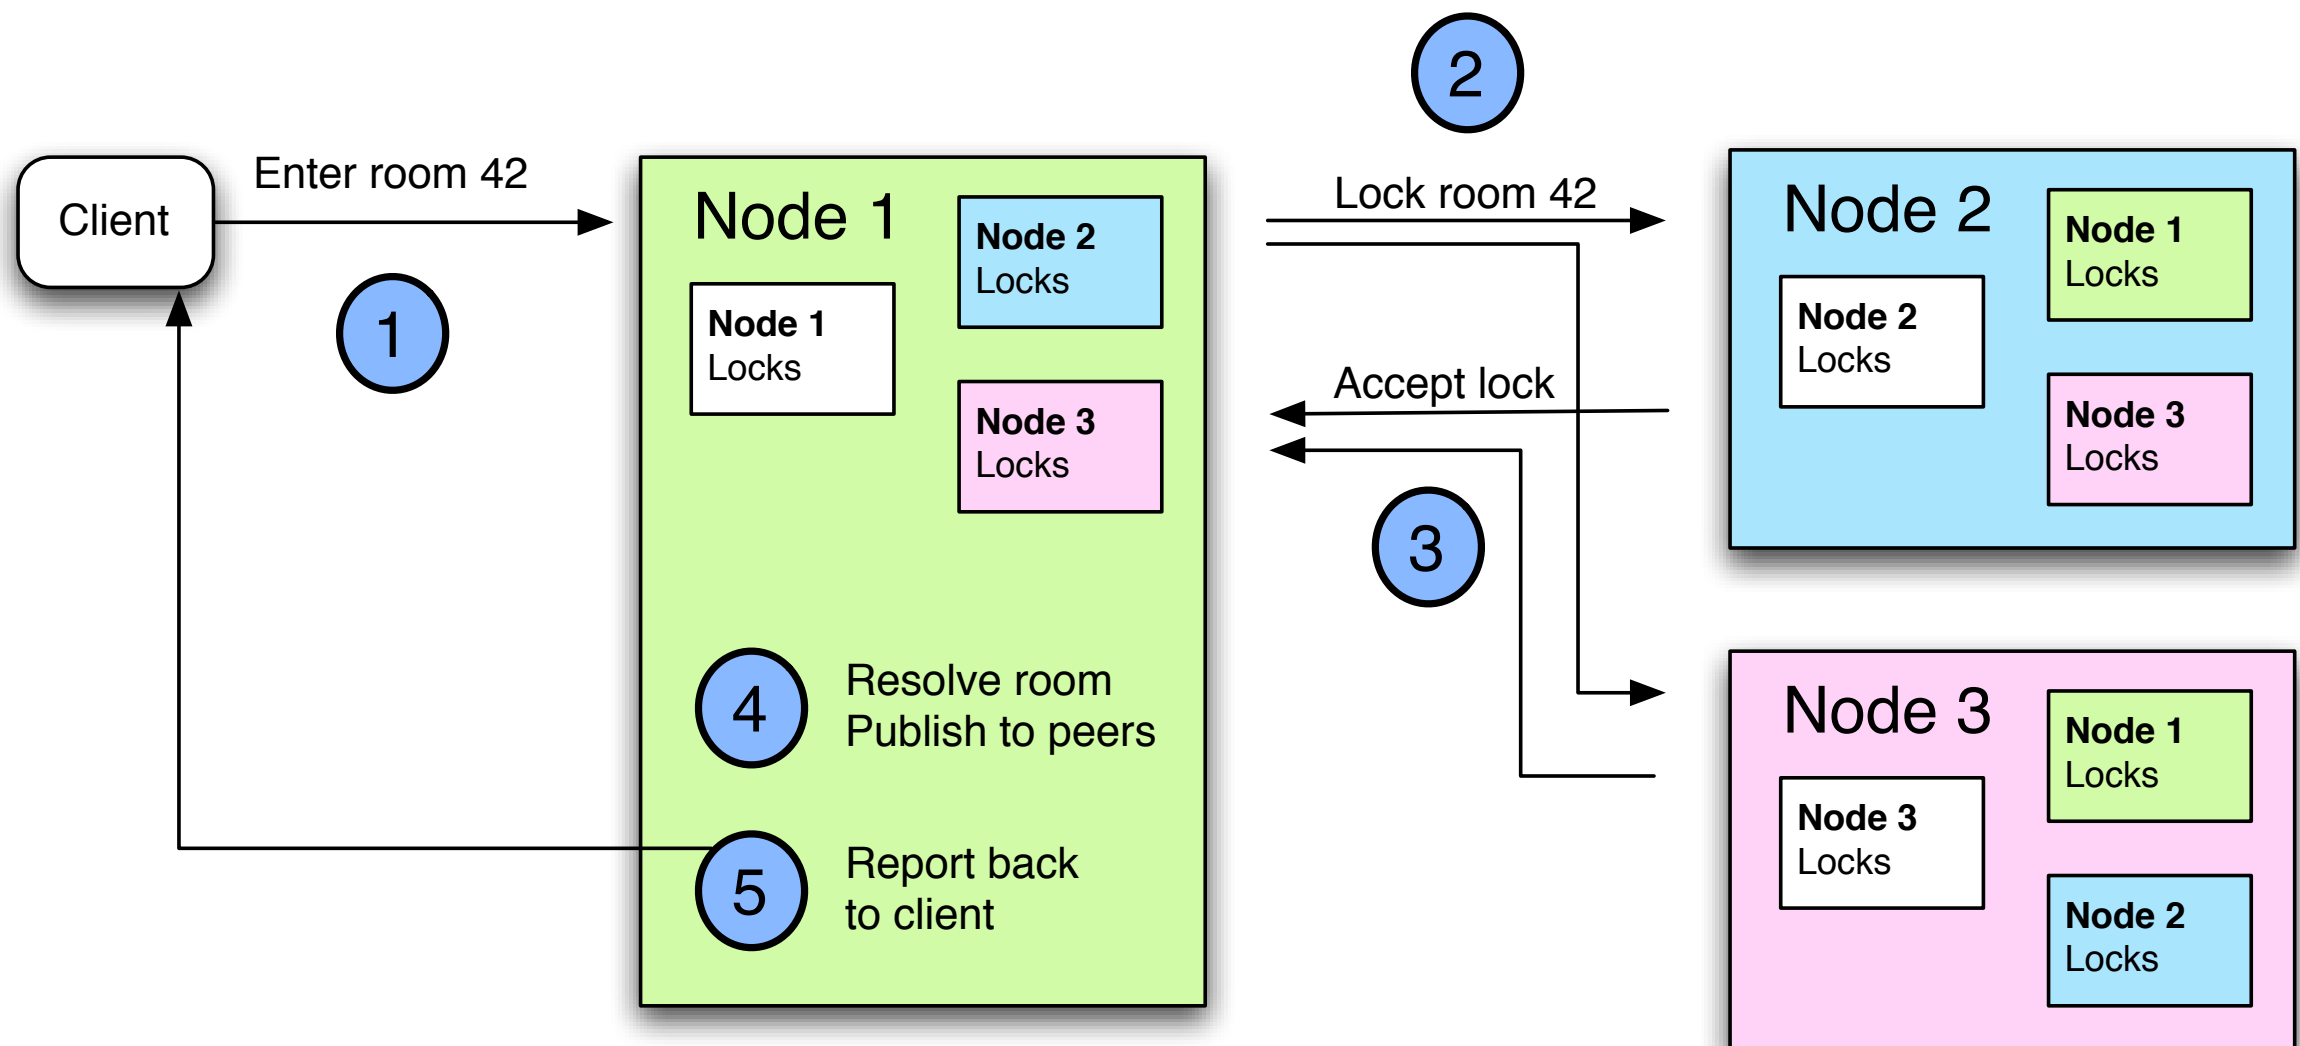 2
Client
Enter room 42
1
Node 1
Node 2
Locks
Node 1
Locks
Node 3
Locks
4
Resolve room
Publish to peers
5
Report back
to client
Lock room 42
Accept lock
3
Node 2
Node 1
Locks
Node 2
Locks
Node 3
Locks
Node 3
Node 1
Locks
Node 3
Locks
Node 2
Locks